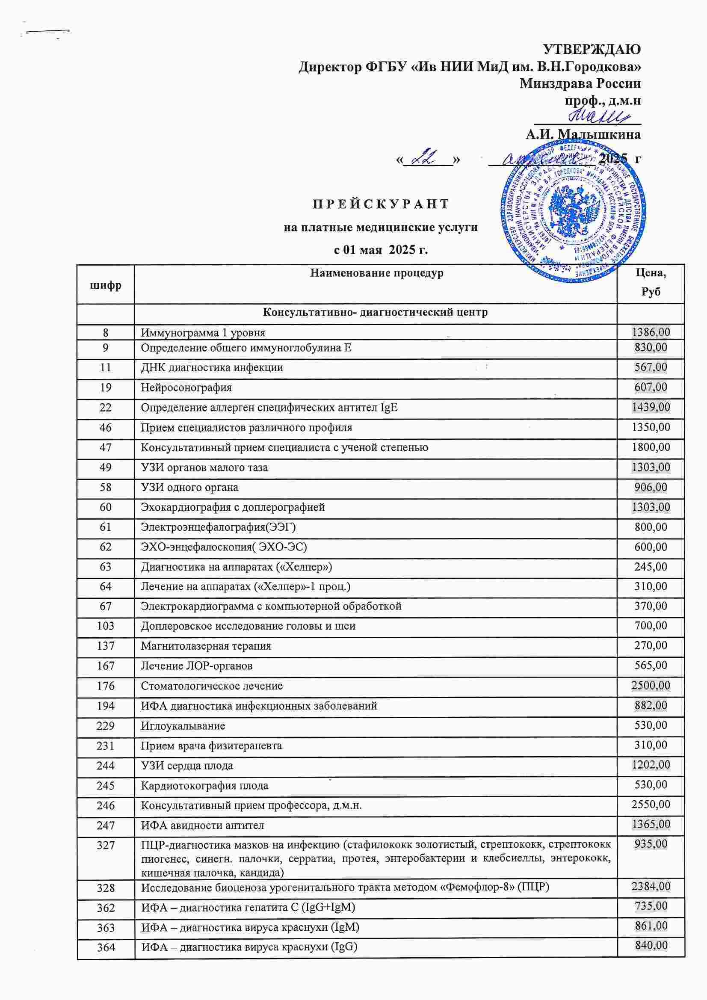 УТВЕРЖДАЮ
Директор ФГБУ «Ив НИИ МиД им. В.Н.Городкова»
Минздрава России
проф., д.м.н
А.И. Малышкина
«22» апреля 2025 г
ПРЕЙСКУРАНТ
на платные медицинские услуги
с 01 мая 2025 г.
шифр Наименование процедур Цена, Руб
Консультативно- диагностический центр
8 Иммунограмма 1 уровня 1386,00
9 Определение общего иммуноглобулина Е 830,00
11 ДНК диагностика инфекции 567,00
19 Нейросонография 607,00
22 Определение аллерген специфических антител IgE 1439,00
46 Прием специалистов различного профиля 1350,00
47 Консультативный прием специалиста с ученой степенью 1800,00
49 УЗИ органов малого таза 1303,00
58 УЗИ одного органа 906,00
60 Эхокардиография с доплерографией 1303,00
61 Электроэнцефалография(ЭЭГ) 800,00
62 ЭХО-энцефалоскопия( ЭХО-ЭС) 600,00
63 Диагностика на аппаратах («Хелпер») 245,00
64 Лечение на аппаратах («Хелпер»-1 проц.) 310,00
67 Электрокардиограмма с компьютерной обработкой 370,00
103 Доплеровское исследование головы и шеи 700,00
137 Магнитолазерная терапия 270,00
167 Лечение ЛОР-органов 565,00
176 Стоматологическое лечение 2500,00
194 ИФА диагностика инфекционных заболеваний 882,00
229 Иглоукалывание 530,00
231 Прием врача физитерапевта 310,00
244 УЗИ сердца плода 1202,00
245 Кардиотокография плода 530,00
246 Консультативный прием профессора, д.м.н. 2550,00
247 ИФА авидности антител 1365,00
327 ПЦР-диагностика мазков на инфекцию (стафилококк золотистый, стрептококк, стрептококк 935,00
пиогенес, синегн. палочки, серратиа, протея, энтеробактерии и клебсиеллы, энтерококк,
кишечная палочка, кандида)
328 Исследование биоценоза урогенитального тракта методом «Фемофлор-8» (ПЦР) 2384,00
362 ИФА – диагностика гепатита С (IgG+IgM) 735,00
363 ИФА – диагностика вируса краснухи (IgM) 861,00
364 ИФА – диагностика вируса краснухи (IgG) 840,00